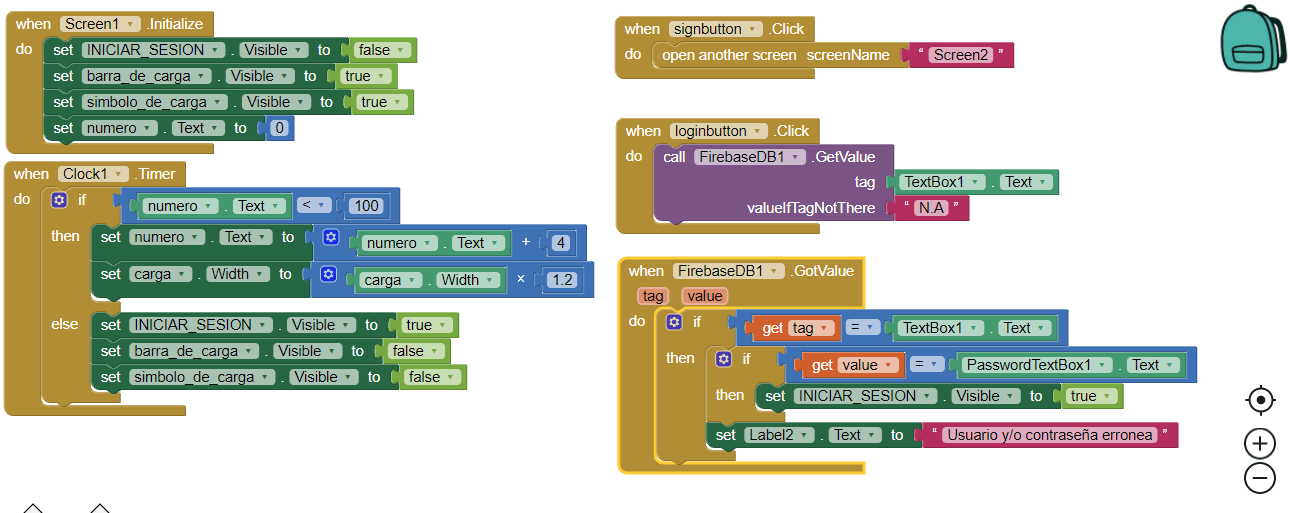 when Screen1 .Initialize
do set INICIAR_SESION . Visible to false
set barra_de_carga . Visible to true
set simbolo_de_carga . Visible to true
set numero . Text to 0
when Clock1 .Timer
do if numero . Text < 100
then set numero . Text to numero . Text + 4
set carga . Width to carga . Width × 1.2
else set INICIAR_SESION . Visible to true
set barra_de_carga . Visible to false
set simbolo_de_carga . Visible to false
when signbutton .Click
do open another screen screenName " Screen2 "
when loginbutton .Click
do call FirebaseDB1 .GetValue
tag TextBox1 . Text
valueIfTagNotThere " N.A "
when FirebaseDB1 .GotValue
tag value
do if get tag = TextBox1 . Text
then if get value = PasswordTextBox1 . Text
then set INICIAR_SESION . Visible to true
set Label2 . Text to " Usuario y/o contraseña erronea "